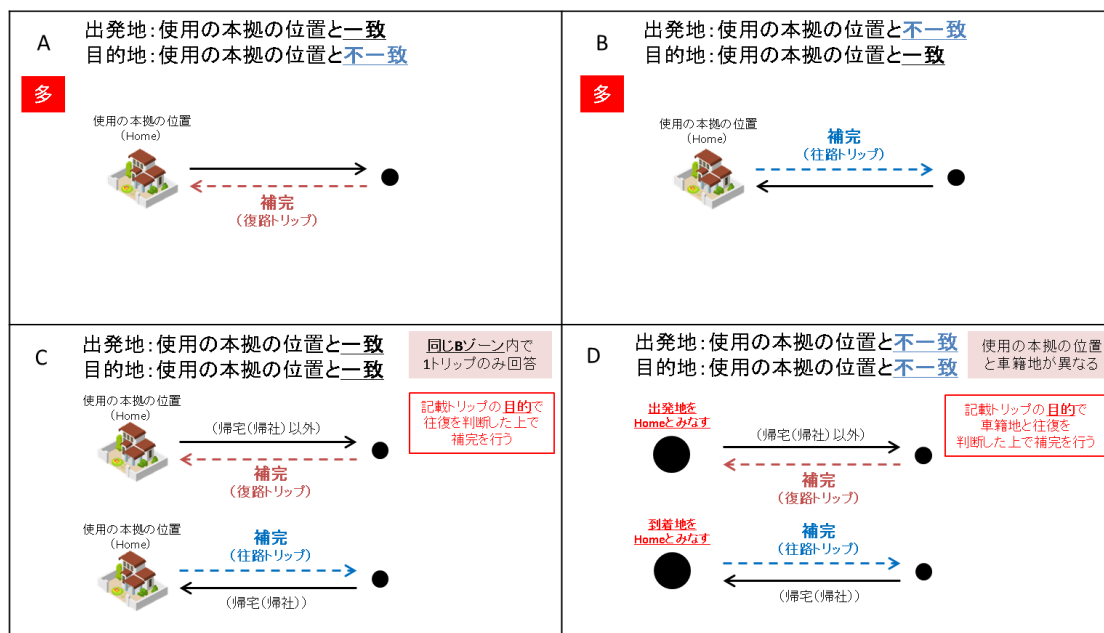 A
出発地：使用の本拠の位置と一致
目的地：使用の本拠の位置と不一致
多
使用の本拠の位置
(Home)
補完
（復路トリップ）
B
出発地：使用の本拠の位置と不一致
目的地：使用の本拠の位置と一致
多
使用の本拠の位置
(Home)
補完
（往路トリップ）
C
出発地：使用の本拠の位置と一致
目的地：使用の本拠の位置と一致
同じBゾーン内で
1トリップのみ回答
記載トリップの目的で
往復を判断した上で
補完を行う
使用の本拠の位置
(Home)
（帰宅（帰社）以外）
補完
（復路トリップ）
使用の本拠の位置
(Home)
補完
（往路トリップ）
（帰宅（帰社））
D
出発地：使用の本拠の位置と不一致
目的地：使用の本拠の位置と不一致
使用の本拠の位置
と車籍地が異なる
記載トリップの目的で
車籍地と往復を
判断した上で補完を行う
出発地を
Homeとみなす
（帰宅（帰社）以外）
補完
（復路トリップ）
到着地を
Homeとみなす
補完
（往路トリップ）
（帰宅（帰社））